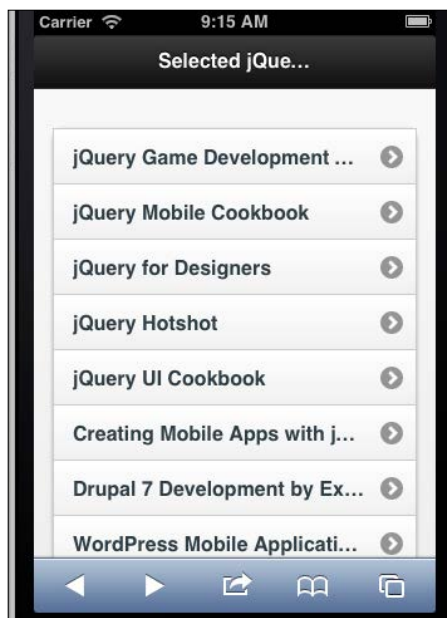 Carrier 9:15 AM
Selected jQue...
jQuery Game Development ...
jQuery Mobile Cookbook
jQuery for Designers
jQuery Hotshot
jQuery UI Cookbook
Creating Mobile Apps with j...
Drupal 7 Development by Ex...
WordPress Mobile Applicati...